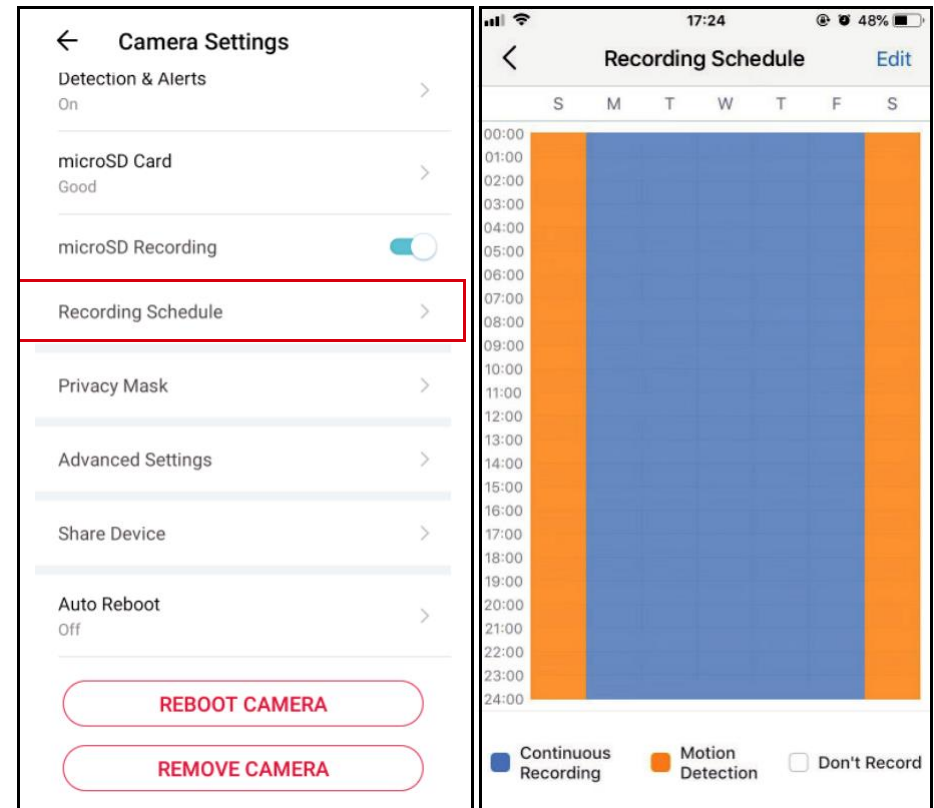 Camera Settings
Detection & Alerts
On
microSD Card
Good
microSD Recording
Recording Schedule
Privacy Mask
Advanced Settings
Share Device
Auto Reboot
Off
REBOOT CAMERA
REMOVE CAMERA
17:24 48%
Recording Schedule Edit
S M T W T F S
00:00
01:00
02:00
03:00
04:00
05:00
06:00
07:00
08:00
09:00
10:00
11:00
12:00
13:00
14:00
15:00
16:00
17:00
18:00
19:00
20:00
21:00
22:00
23:00
24:00
Continuous
Recording
Motion
Detection
Don't Record